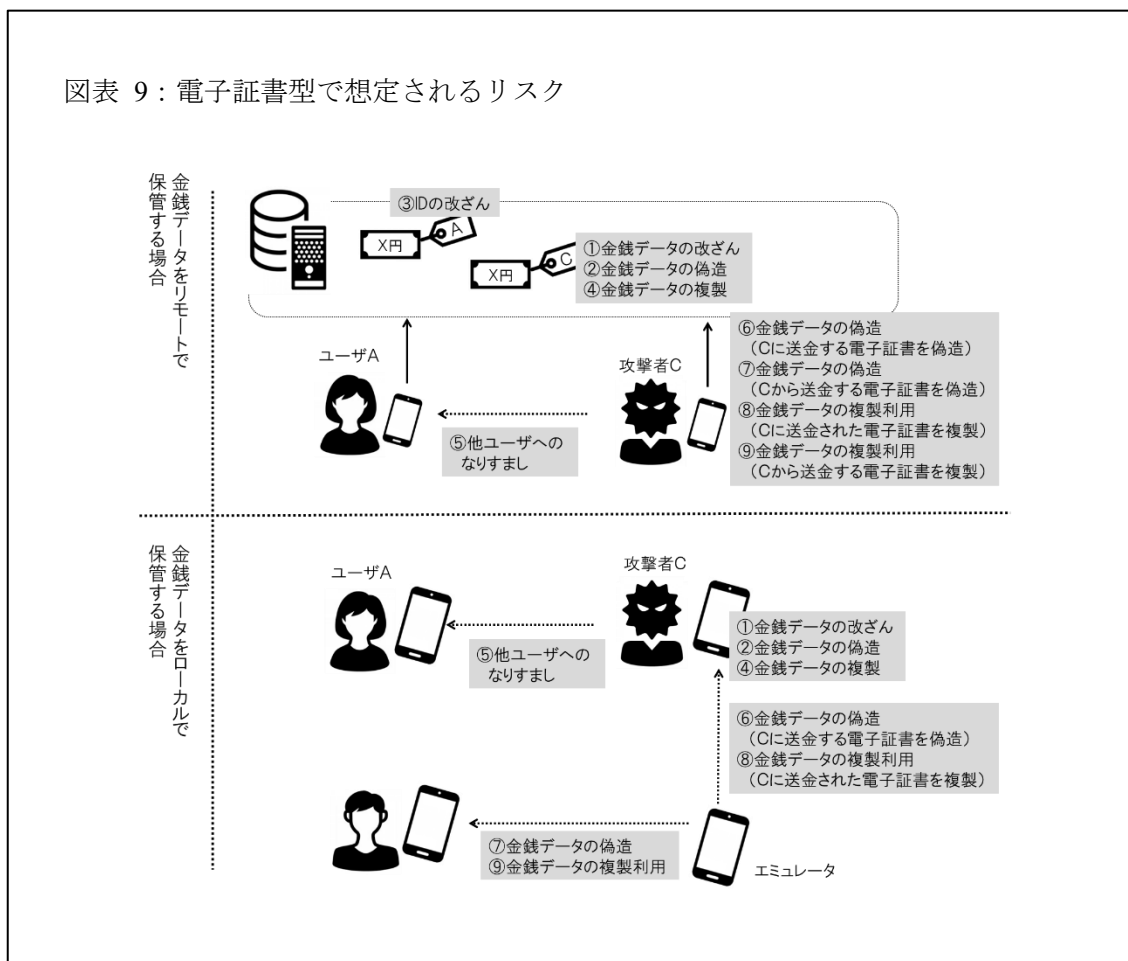 図表 9：電子証書型で想定されるリスク
金銭データをリモートで
保管する場合
③IDの改ざん
X円
A
X円
C
①金銭データの改ざん
②金銭データの偽造
④金銭データの複製
ユーザA
攻撃者C
⑤他ユーザへの
なりすまし
⑥金銭データの偽造
（Cに送金する電子証書を偽造）
⑦金銭データの偽造
（Cから送金する電子証書を偽造）
⑧金銭データの複製利用
（Cに送金された電子証書を複製）
⑨金銭データの複製利用
（Cから送金する電子証書を複製）
金銭データをローカルで
保管する場合
ユーザA
攻撃者C
⑤他ユーザへの
なりすまし
①金銭データの改ざん
②金銭データの偽造
④金銭データの複製
⑥金銭データの偽造
（Cに送金する電子証書を偽造）
⑧金銭データの複製利用
（Cに送金された電子証書を複製）
⑦金銭データの偽造
⑨金銭データの複製利用
エミュレータ